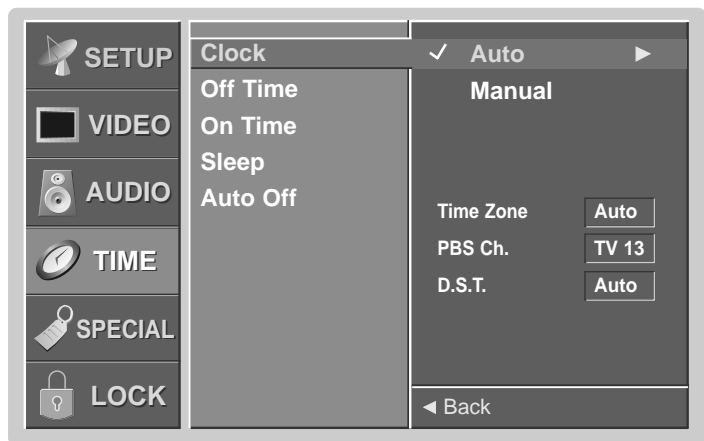 SETUP
VIDEO
AUDIO
TIME
SPECIAL
LOCK
Clock
Off Time
On Time
Sleep
Auto Off
✓ Auto ►
Manual
Time Zone Auto
PBS Ch. TV 13
D.S.T. Auto
◄ Back